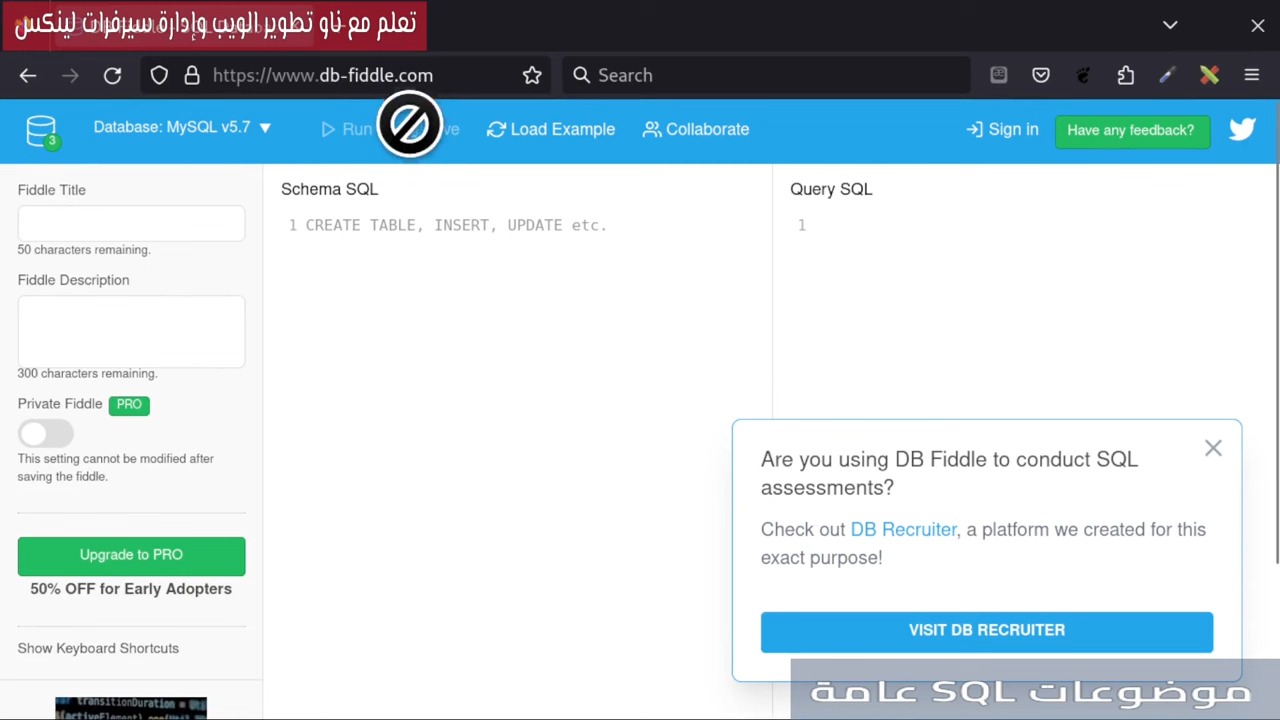 تعلم مع ناو تطوير الويب وإدارة سيرفرات لينكس
https://www.db-fiddle.com
Search
3
Database: MySQL v5.7
Run
Load Example
Collaborate
Sign in
Have any feedback?
Fiddle Title
50 characters remaining.
Fiddle Description
300 characters remaining.
Private Fiddle PRO
This setting cannot be modified after
saving the fiddle.
Upgrade to PRO
50% OFF for Early Adopters
Show Keyboard Shortcuts
Schema SQL
1 CREATE TABLE, INSERT, UPDATE etc.
Query SQL
1
Are you using DB Fiddle to conduct SQL
assessments?
Check out DB Recruiter, a platform we created for this
exact purpose!
VISIT DB RECRUITER
موضوعات SQL عامة